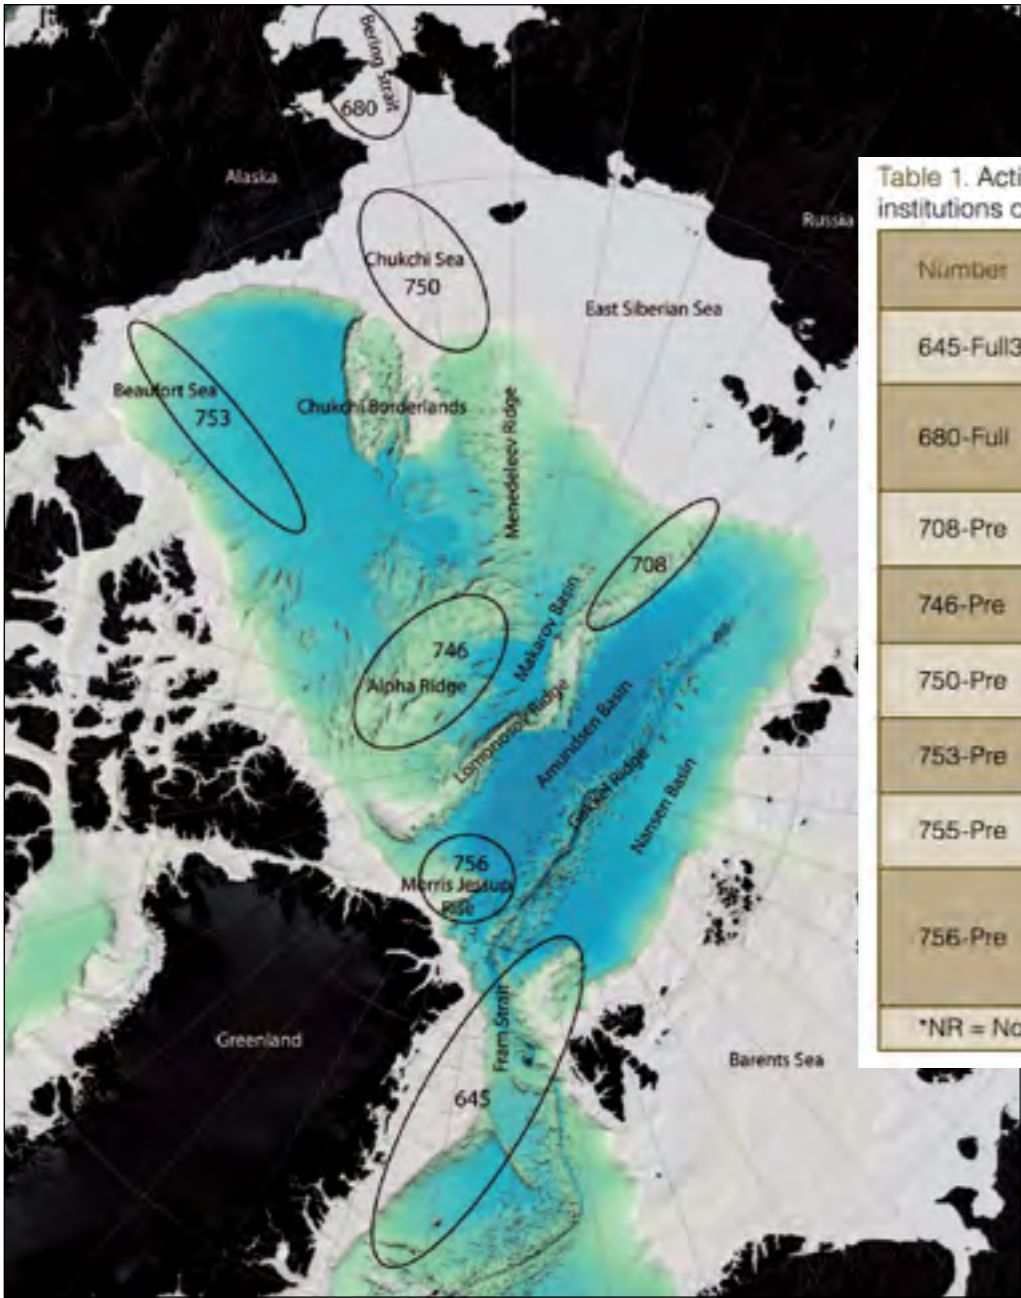 Bering Strait
680
Alaska
Russia
Chukchi Sea
750
East Siberian Sea
Beaufort Sea
753
Chukchi Borderlands
Menedeleev Ridge
708
746
Alpha Ridge
Makarov Basin
Lomonosov Ridge
Amundsen Basin
Gakkel Ridge
Nansen Basin
756
Morris Jessup
Rise
Fram Strait
Greenland
645
Barents Sea
Table 1. Acti
institutions o
Number
645-Full3
680-Full
708-Pre
746-Pre
750-Pre
753-Pre
755-Pre
756-Pre
*NR = No